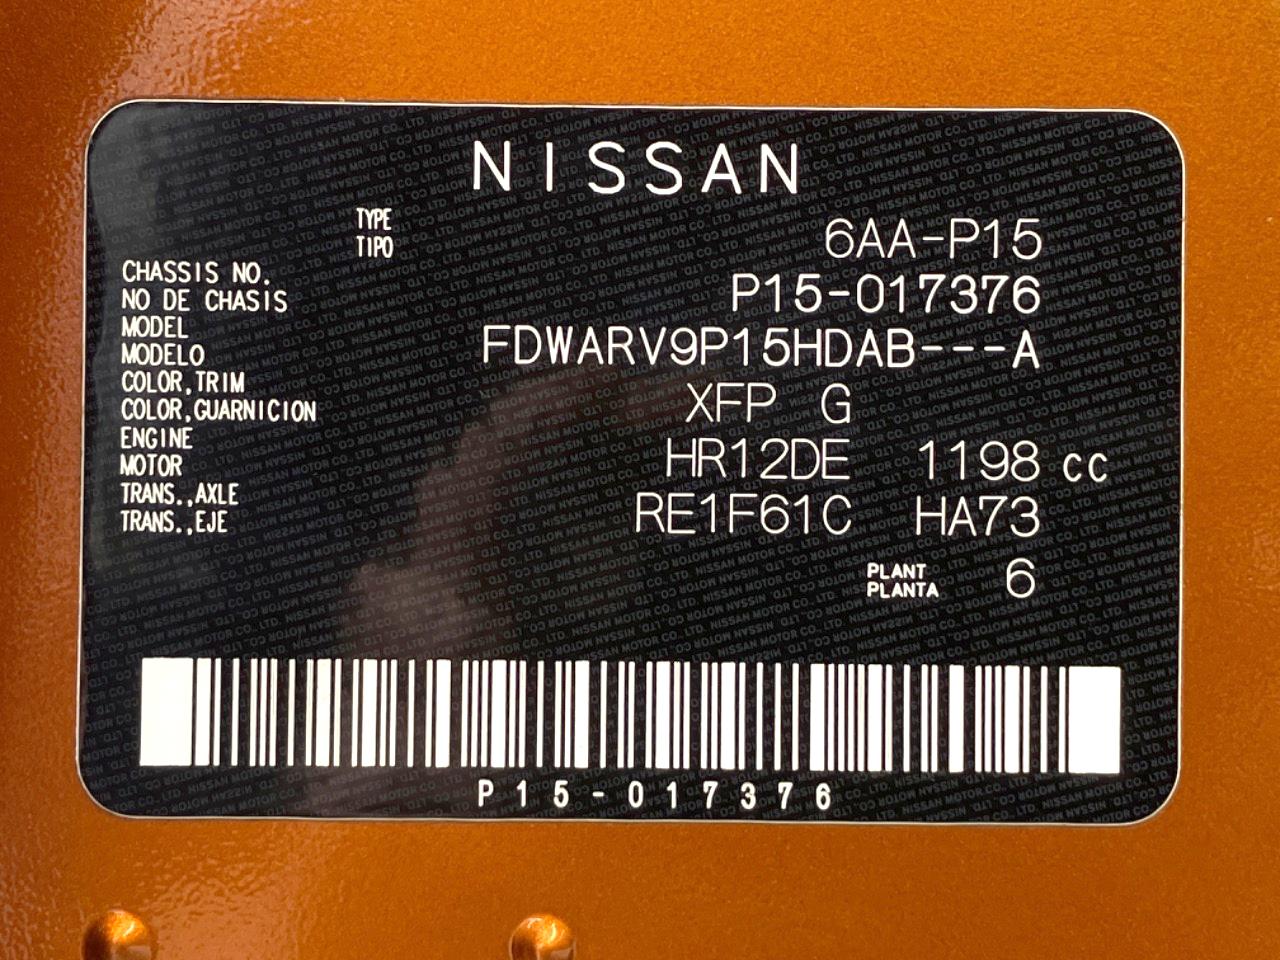 NISSAN
TYPE
TIPO 6AA-P15
CHASSIS NO.
NO DE CHASIS P15-017376
MODEL
MODELO FDWARV9P15HDAB---A
COLOR,TRIM
COLOR,GUARNICION XFP G
ENGINE
MOTOR HR12DE 1198 cc
TRANS.,AXLE
TRANS.,EJE RE1F61C HA73
PLANT
PLANTA 6
P15-017376